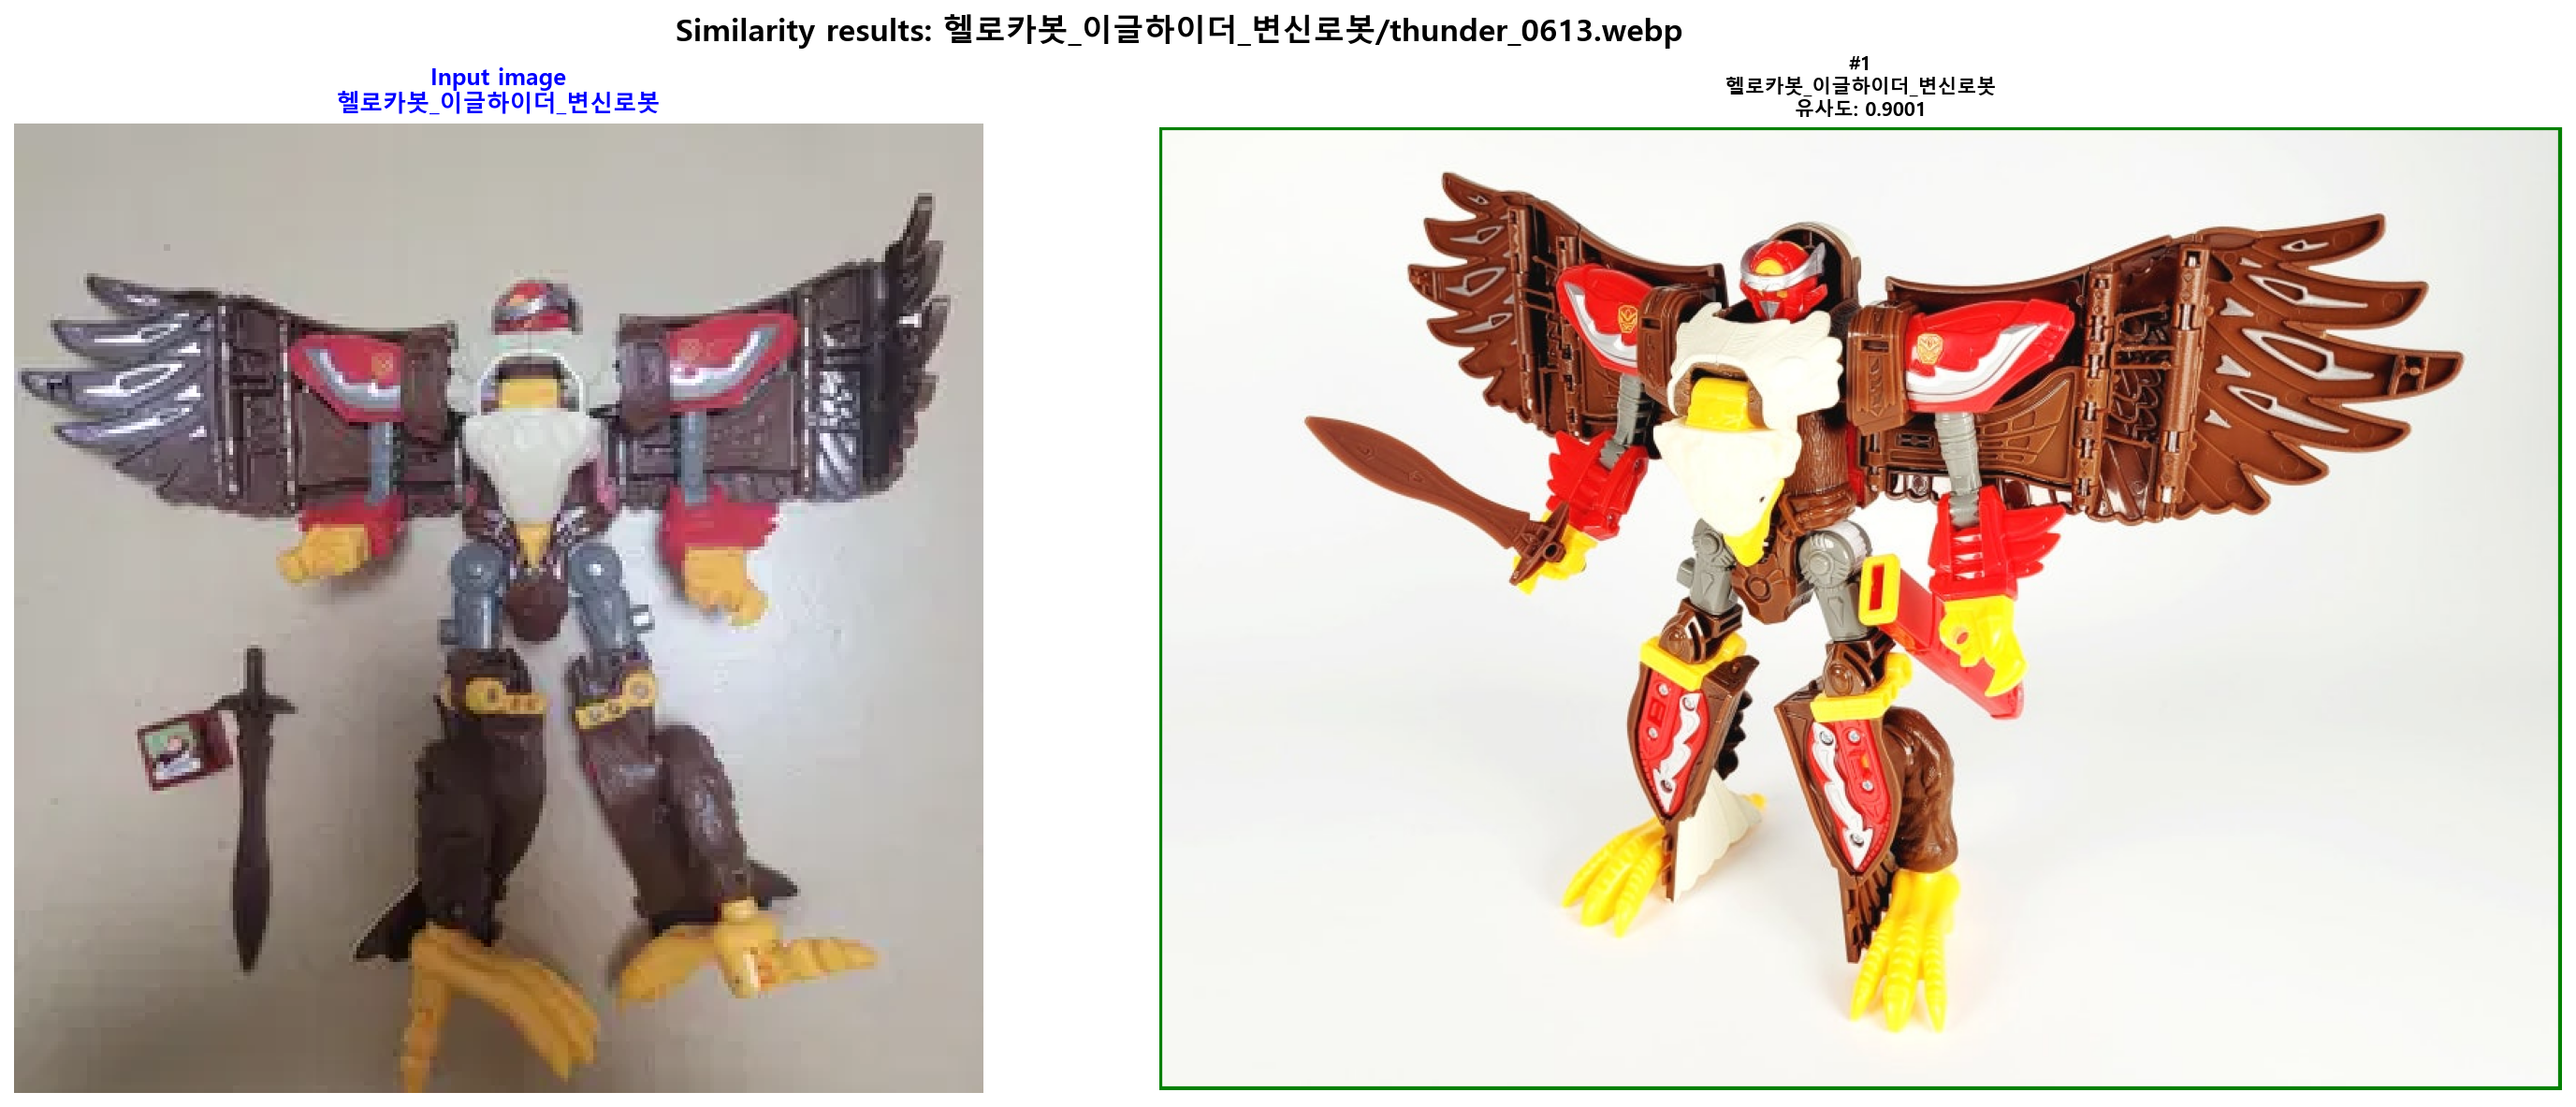 Similarity results: 헬로카봇_이글하이더_변신로봇/thunder_0613.webp
Input image
헬로카봇_이글하이더_변신로봇
#1
헬로카봇_이글하이더_변신로봇
유사도: 0.9001